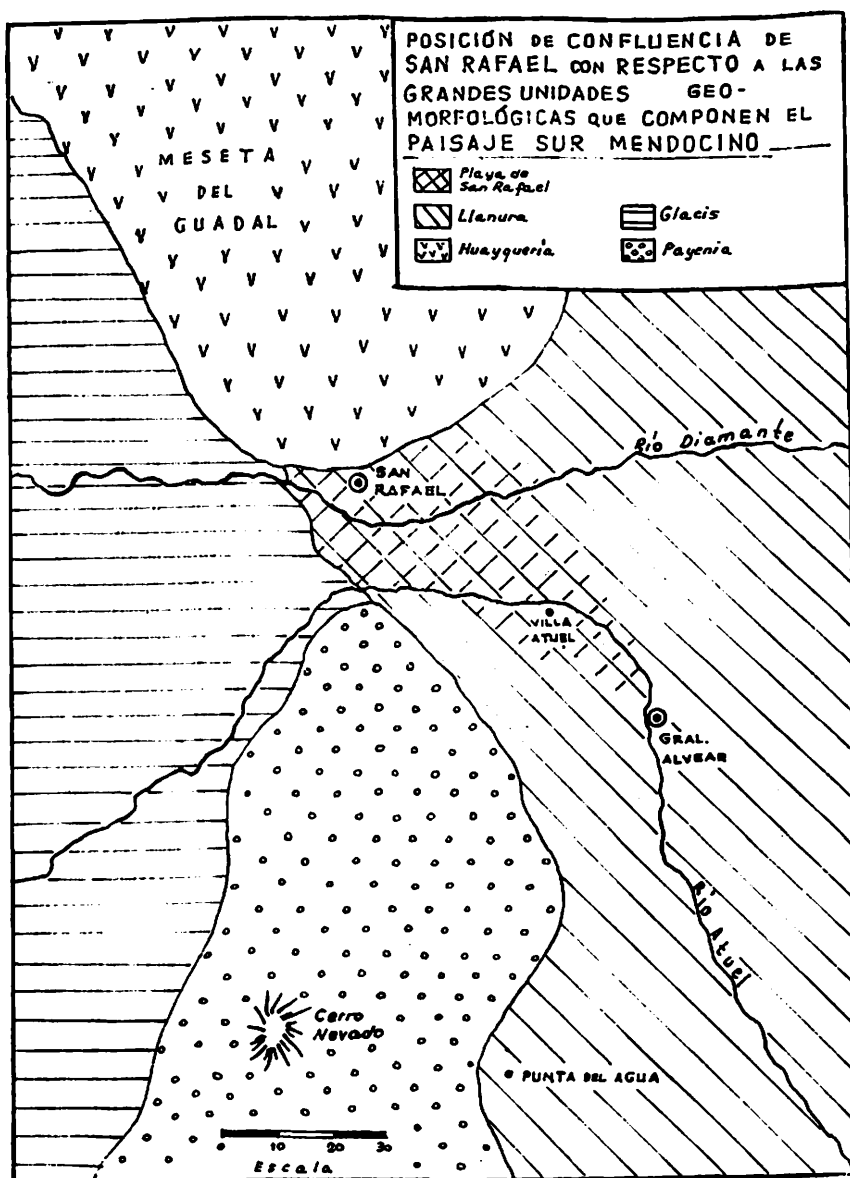 POSICIÓN DE CONFLUENCIA DE
SAN RAFAEL CON RESPECTO A LAS
GRANDES UNIDADES GEO-
MORFOLÓGICAS QUE COMPONEN EL
PAISAJE SUR MENDOCINO
Playa de
San Rafael
Llanura
Glacis
Huayquería
Payenia
MESETA
DEL
GUADAL
Río Diamante
SAN
RAFAEL
VILLA
ATUEL
GRAL.
ALVEAR
Río Atuel
Cerro
Nevado
PUNTA DEL AGUA
0 10 20 30
Escala